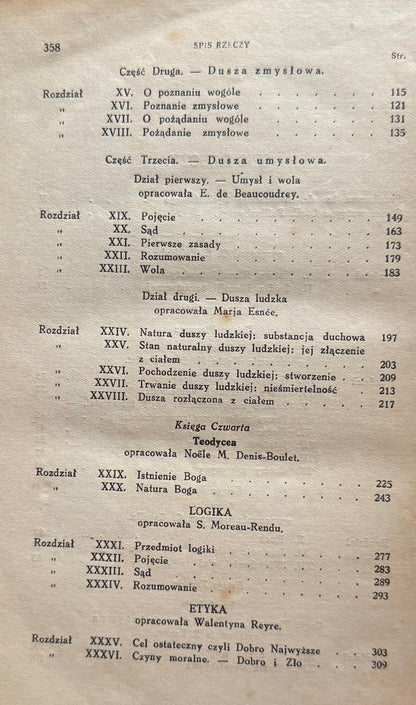 358 SPIS RZECZY
Str.
Część Druga. — Dusza zmysłowa.
Rozdział XV. O poznaniu wogóle . . . . . . 115
„ XVI. Poznanie zmysłowe . . . . . . 121
„ XVII. O pożądaniu wogóle . . . . . . 131
„ XVIII. Pożądanie zmysłowe . . . . . . 135
Część Trzecia. — Dusza umysłowa.
Dział pierwszy. — Umysł i wola
opracowała E. de Beaucoudrey.
Rozdział XIX. Pojęcie . . . . . . 149
„ XX. Sąd . . . . . . 163
„ XXI. Pierwsze zasady . . . . . . 173
„ XXII. Rozumowanie . . . . . . 179
„ XXIII. Wola . . . . . . 183
Dział drugi. — Dusza ludzka
opracowała Marja Esnée.
Rozdział XXIV. Natura duszy ludzkiej: substancja duchowa 197
„ XXV. Stan naturalny duszy ludzkiej: jej złączenie
z ciałem . . . . . . 203
„ XXVI. Pochodzenie duszy ludzkiej: stworzenie . 209
„ XXVII. Trwanie duszy ludzkiej: nieśmiertelność . 213
„ XXVIII. Dusza rozłączona z ciałem . . . . 217
Księga Czwarta
Teodycea
opracowała Noële M. Denis-Boulet.
Rozdział XXIX. Istnienie Boga . . . . . . 225
„ XXX. Natura Boga . . . . . . 243
LOGIKA
opracowała S. Moreau-Rendu.
Rozdział XXXI. Przedmiot logiki . . . . . . 277
„ XXXII. Pojęcie . . . . . . 283
„ XXXIII. Sąd . . . . . . 289
„ XXXIV. Rozumowanie . . . . . . 293
ETYKA
opracowała Walentyna Reyre.
Rozdział XXXV. Cel ostateczny czyli Dobro Najwyższe . . 303
„ XXXVI. Czyny moralne. — Dobro i Zło . . . . 309